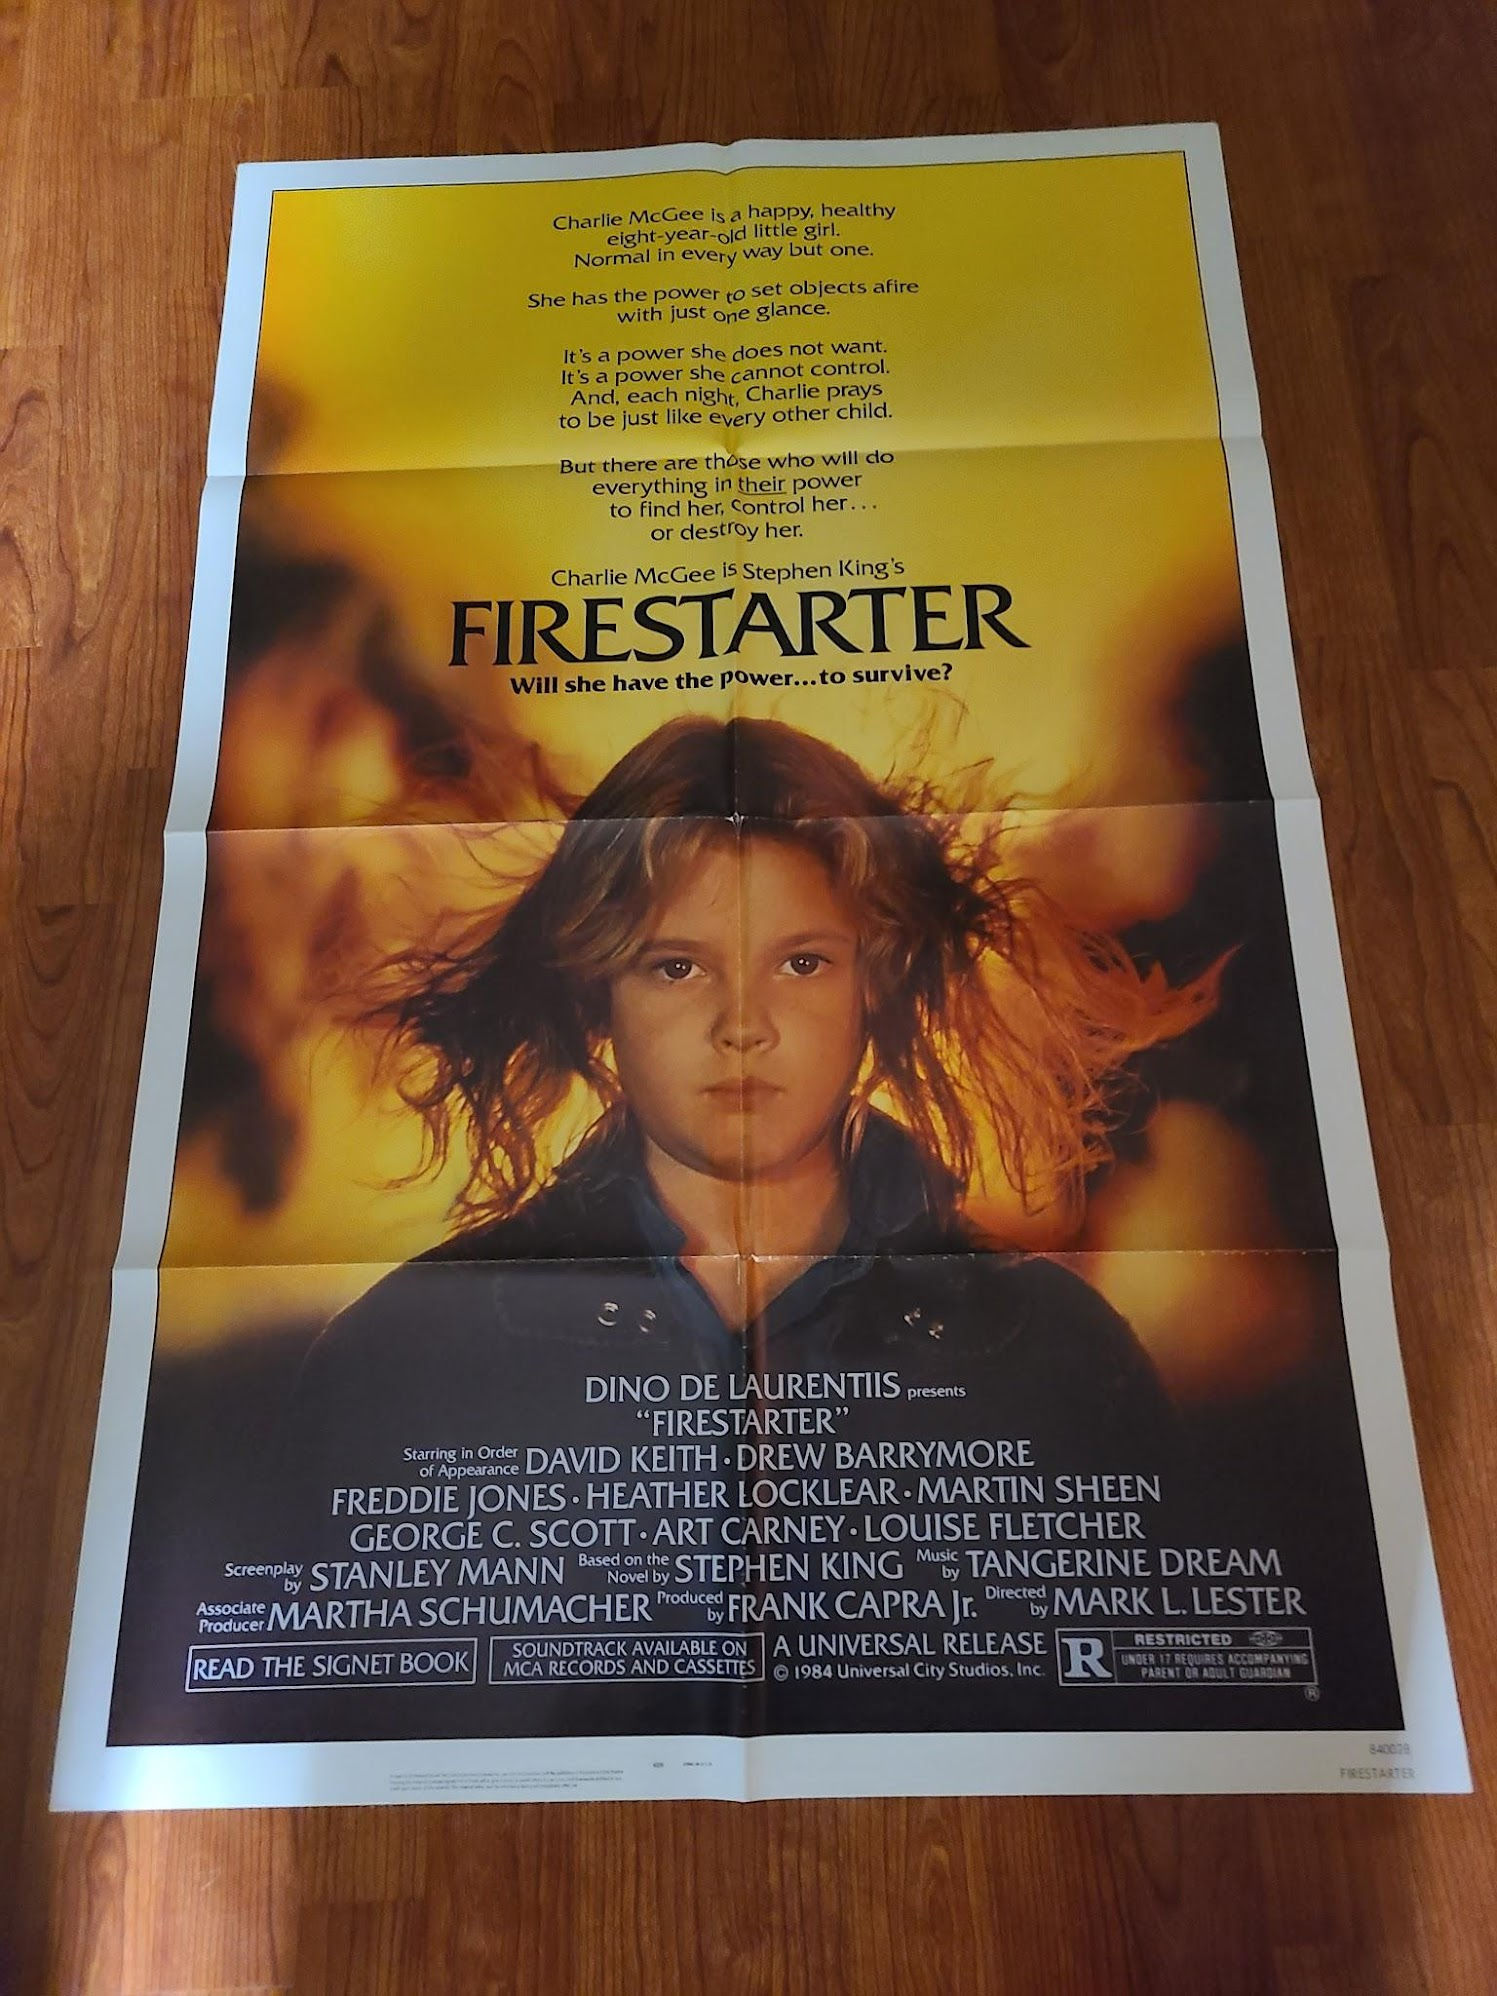 Charlie McGee is a happy, healthy
eight-year-old little girl.
Normal in every way but one.
She has the power to set objects afire
with just one glance.
It's a power she does not want.
It's a power she cannot control.
And, each night, Charlie prays
to be just like every other child.
But there are those who will do
everything in their power
to find her, control her...
or destroy her.
Charlie McGee is Stephen King's
FIRESTARTER
Will she have the power...to survive?
DINO DE LAURENTIIS presents
"FIRESTARTER"
Starring in Order of Appearance DAVID KEITH · DREW BARRYMORE
FREDDIE JONES · HEATHER LOCKLEAR · MARTIN SHEEN
GEORGE C. SCOTT · ART CARNEY · LOUISE FLETCHER
Screenplay by STANLEY MANN Based on the Novel by STEPHEN KING Music by TANGERINE DREAM
Associate Producer MARTHA SCHUMACHER Produced by FRANK CAPRA Jr. Directed by MARK L. LESTER
READ THE SIGNET BOOK
SOUNDTRACK AVAILABLE ON
MCA RECORDS AND CASSETTES
A UNIVERSAL RELEASE
© 1984 Universal City Studios, Inc.
R RESTRICTED
UNDER 17 REQUIRES ACCOMPANYING
PARENT OR ADULT GUARDIAN
®
840028
FIRESTARTER